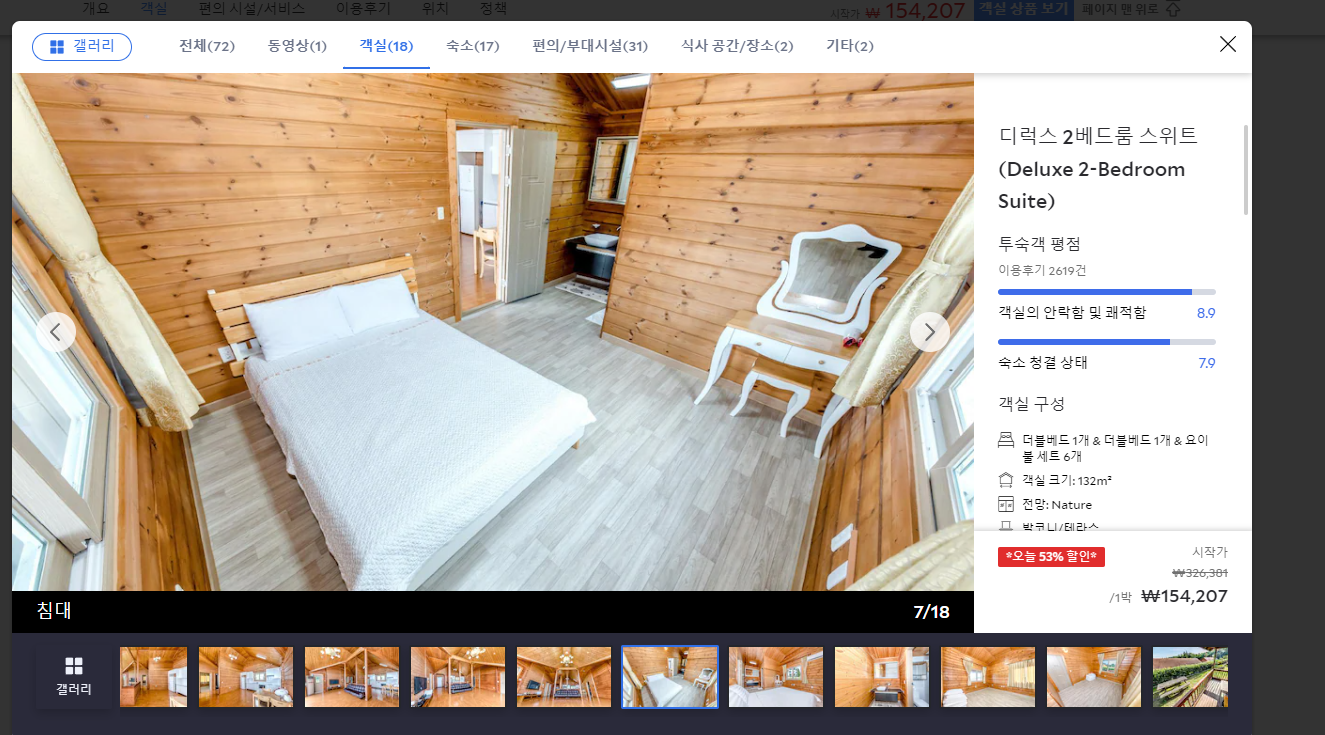 개요 객실 편의 시설/서비스 이용후기 위치 정책 시작가 ₩ 154,207 객실 상품 보기 페이지 맨 위로
갤러리 전체(72) 동영상(1) 객실(18) 숙소(17) 편의/부대시설(31) 식사 공간/장소(2) 기타(2)
디럭스 2베드룸 스위트
(Deluxe 2-Bedroom
Suite)
투숙객 평점
이용후기 2619건
객실의 안락함 및 쾌적함 8.9
숙소 청결 상태 7.9
객실 구성
더블베드 1개 & 더블베드 1개 & 요이
불 세트 6개
객실 크기: 132m²
전망: Nature
발코니/테라스
*오늘 53% 할인* 시작가
₩326,381
/1박 ₩154,207
침대 7/18
갤러리